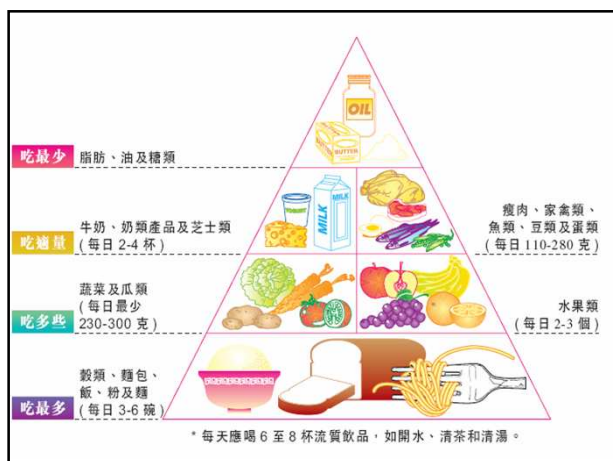 OIL
BUTTER
吃最少
脂肪、油及糖類
YOGURT
MILK
MILK
吃適量
牛奶、奶類產品及芝士類
(每日 2-4 杯)
瘦肉、家禽類、
魚類、豆類及蛋類
(每日 110-280 克)
吃多些
蔬菜及瓜類
(每日最少
230-300 克)
水果類
(每日 2-3 個)
吃最多
穀類、麵包、
飯、粉及麵
(每日 3-6 碗)
* 每天應喝 6 至 8 杯流質飲品，如開水、清茶和清湯。